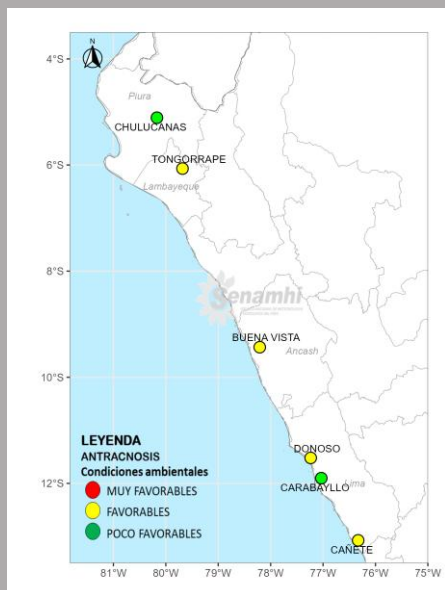 N
4°S
Piura
CHULUCANAS
6°S
TONGORRAPE
Lambayeque
8°S
Senamhi
BUENA VISTA
Ancash
10°S
DONOSO
LEYENDA
ANTRACNOSIS
Condiciones ambientales
12°S
CARABAYLLO
Lima
MUY FAVORABLES
FAVORABLES
POCO FAVORABLES
CAÑETE
81°W
80°W
79°W
78°W
77°W
76°W
75°W